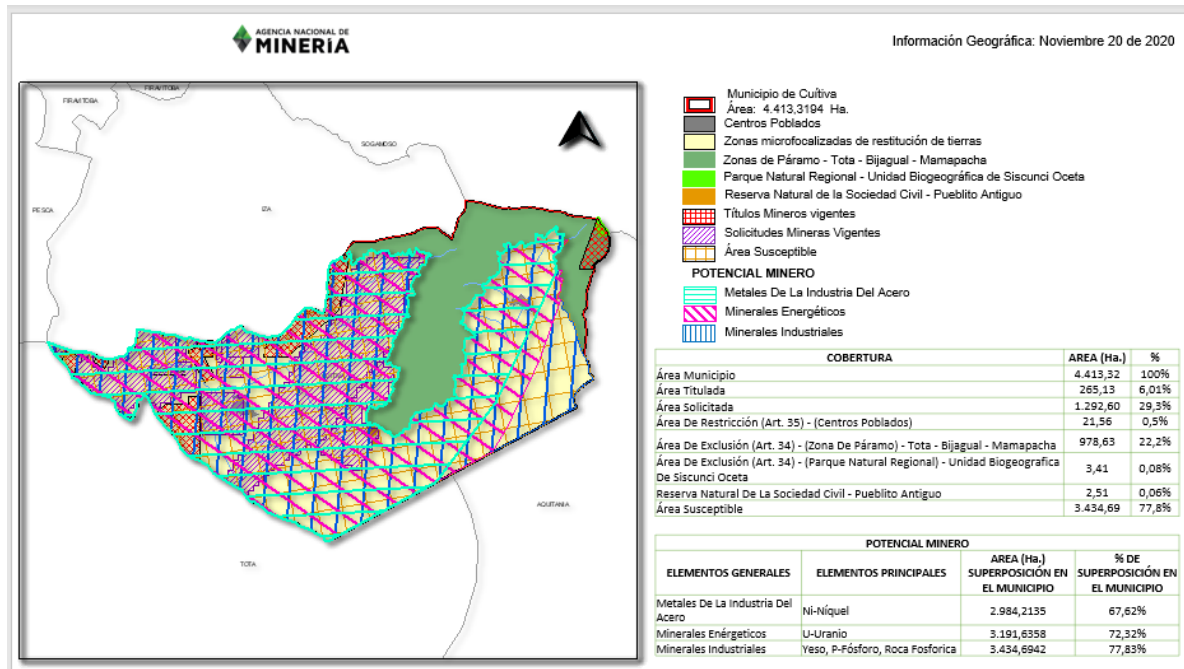 AGENCIA NACIONAL DE
MINERÍA
Información Geográfica: Noviembre 20 de 2020
FIRAVITOBA
FIRAVITOBA
SOGAMOSO
PESCA
IZA
AQUITANIA
TOTA
Municipio de Cuítiva
Área: 4.413,3194 Ha.
Centros Poblados
Zonas microfocalizadas de restitución de tierras
Zonas de Páramo - Tota - Bijagual - Mamapacha
Parque Natural Regional - Unidad Biogeográfica de Siscunci Oceta
Reserva Natural de la Sociedad Civil - Pueblito Antiguo
Títulos Mineros vigentes
Solicitudes Mineras Vigentes
Área Susceptible
POTENCIAL MINERO
Metales De La Industria Del Acero
Minerales Energéticos
Minerales Industriales
COBERTURA AREA (Ha.) %
Área Municipio 4.413,32 100%
Área Titulada 265,13 6,01%
Área Solicitada 1.292,60 29,3%
Área De Restricción (Art. 35) - (Centros Poblados) 21,56 0,5%
Área De Exclusión (Art. 34) - (Zona De Páramo) - Tota - Bijagual - Mamapacha 978,63 22,2%
Área De Exclusión (Art. 34) - (Parque Natural Regional) - Unidad Biogeografica
De Siscunci Oceta 3,41 0,08%
Reserva Natural De La Sociedad Civil - Pueblito Antiguo 2,51 0,06%
Área Susceptible 3.434,69 77,8%
POTENCIAL MINERO
ELEMENTOS GENERALES ELEMENTOS PRINCIPALES AREA (Ha.) SUPERPOSICIÓN EN EL MUNICIPIO % DE SUPERPOSICIÓN EN EL MUNICIPIO
Metales De La Industria Del
Acero Ni-Níquel 2.984,2135 67,62%
Minerales Enérgeticos U-Uranio 3.191,6358 72,32%
Minerales Industriales Yeso, P-Fósforo, Roca Fosforica 3.434,6942 77,83%